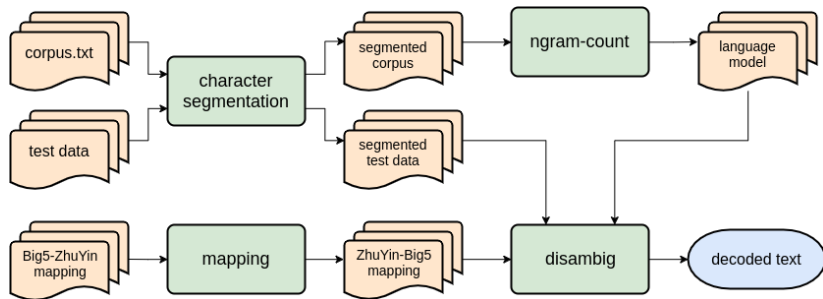 corpus.txt
character
segmentation
segmented
corpus
ngram-count
language
model
test data
segmented
test data
Big5-ZhuYin
mapping
mapping
ZhuYin-Big5
mapping
disambig
decoded text